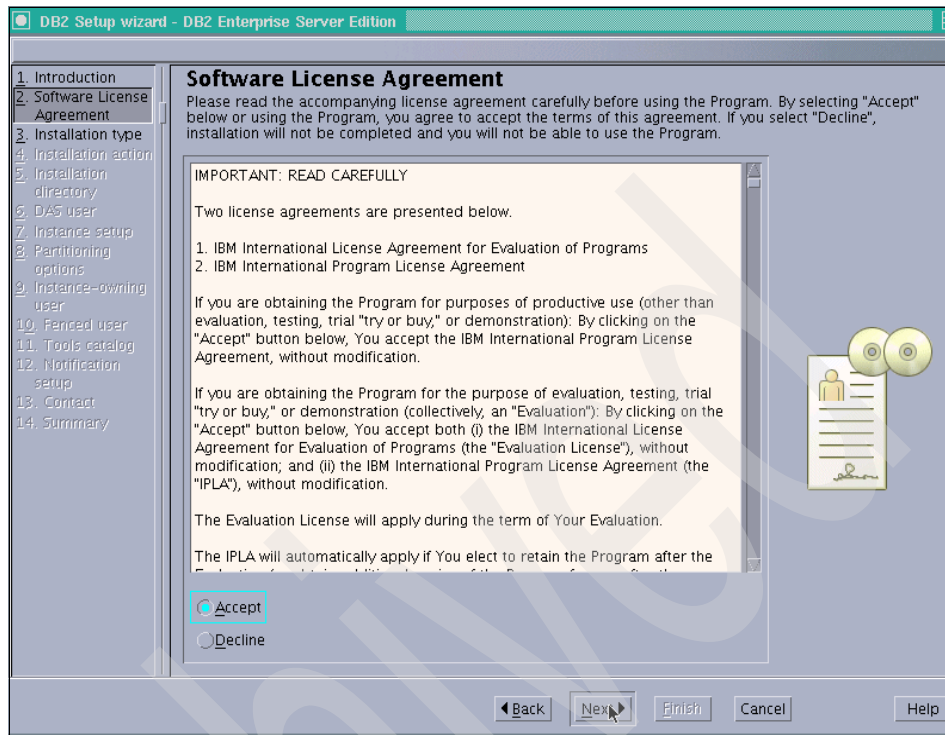 DB2 Setup wizard - DB2 Enterprise Server Edition
1. Introduction
2. Software License
Agreement
3. Installation type
4. Installation action
5. Installation
directory
6. DAS user
7. Instance setup
8. Partitioning
options
9. Instance-owning
user
10. Fenced user
11. Tools catalog
12. Notification
setup
13. Contact
14. Summary
Software License Agreement
Please read the accompanying license agreement carefully before using the Program. By selecting "Accept"
below or using the Program, you agree to accept the terms of this agreement. If you select "Decline",
installation will not be completed and you will not be able to use the Program.
IMPORTANT: READ CAREFULLY
Two license agreements are presented below.
1. IBM International License Agreement for Evaluation of Programs
2. IBM International Program License Agreement
If you are obtaining the Program for purposes of productive use (other than
evaluation, testing, trial "try or buy," or demonstration): By clicking on the
"Accept" button below, You accept the IBM International Program License
Agreement, without modification.
If you are obtaining the Program for the purpose of evaluation, testing, trial
"try or buy," or demonstration (collectively, an "Evaluation"): By clicking on the
"Accept" button below, You accept both (i) the IBM International License
Agreement for Evaluation of Programs (the "Evaluation License"), without
modification; and (ii) the IBM International Program License Agreement (the
"IPLA"), without modification.
The Evaluation License will apply during the term of Your Evaluation.
The IPLA will automatically apply if You elect to retain the Program after the
Accept
Decline
Back
Next
Finish
Cancel
Help